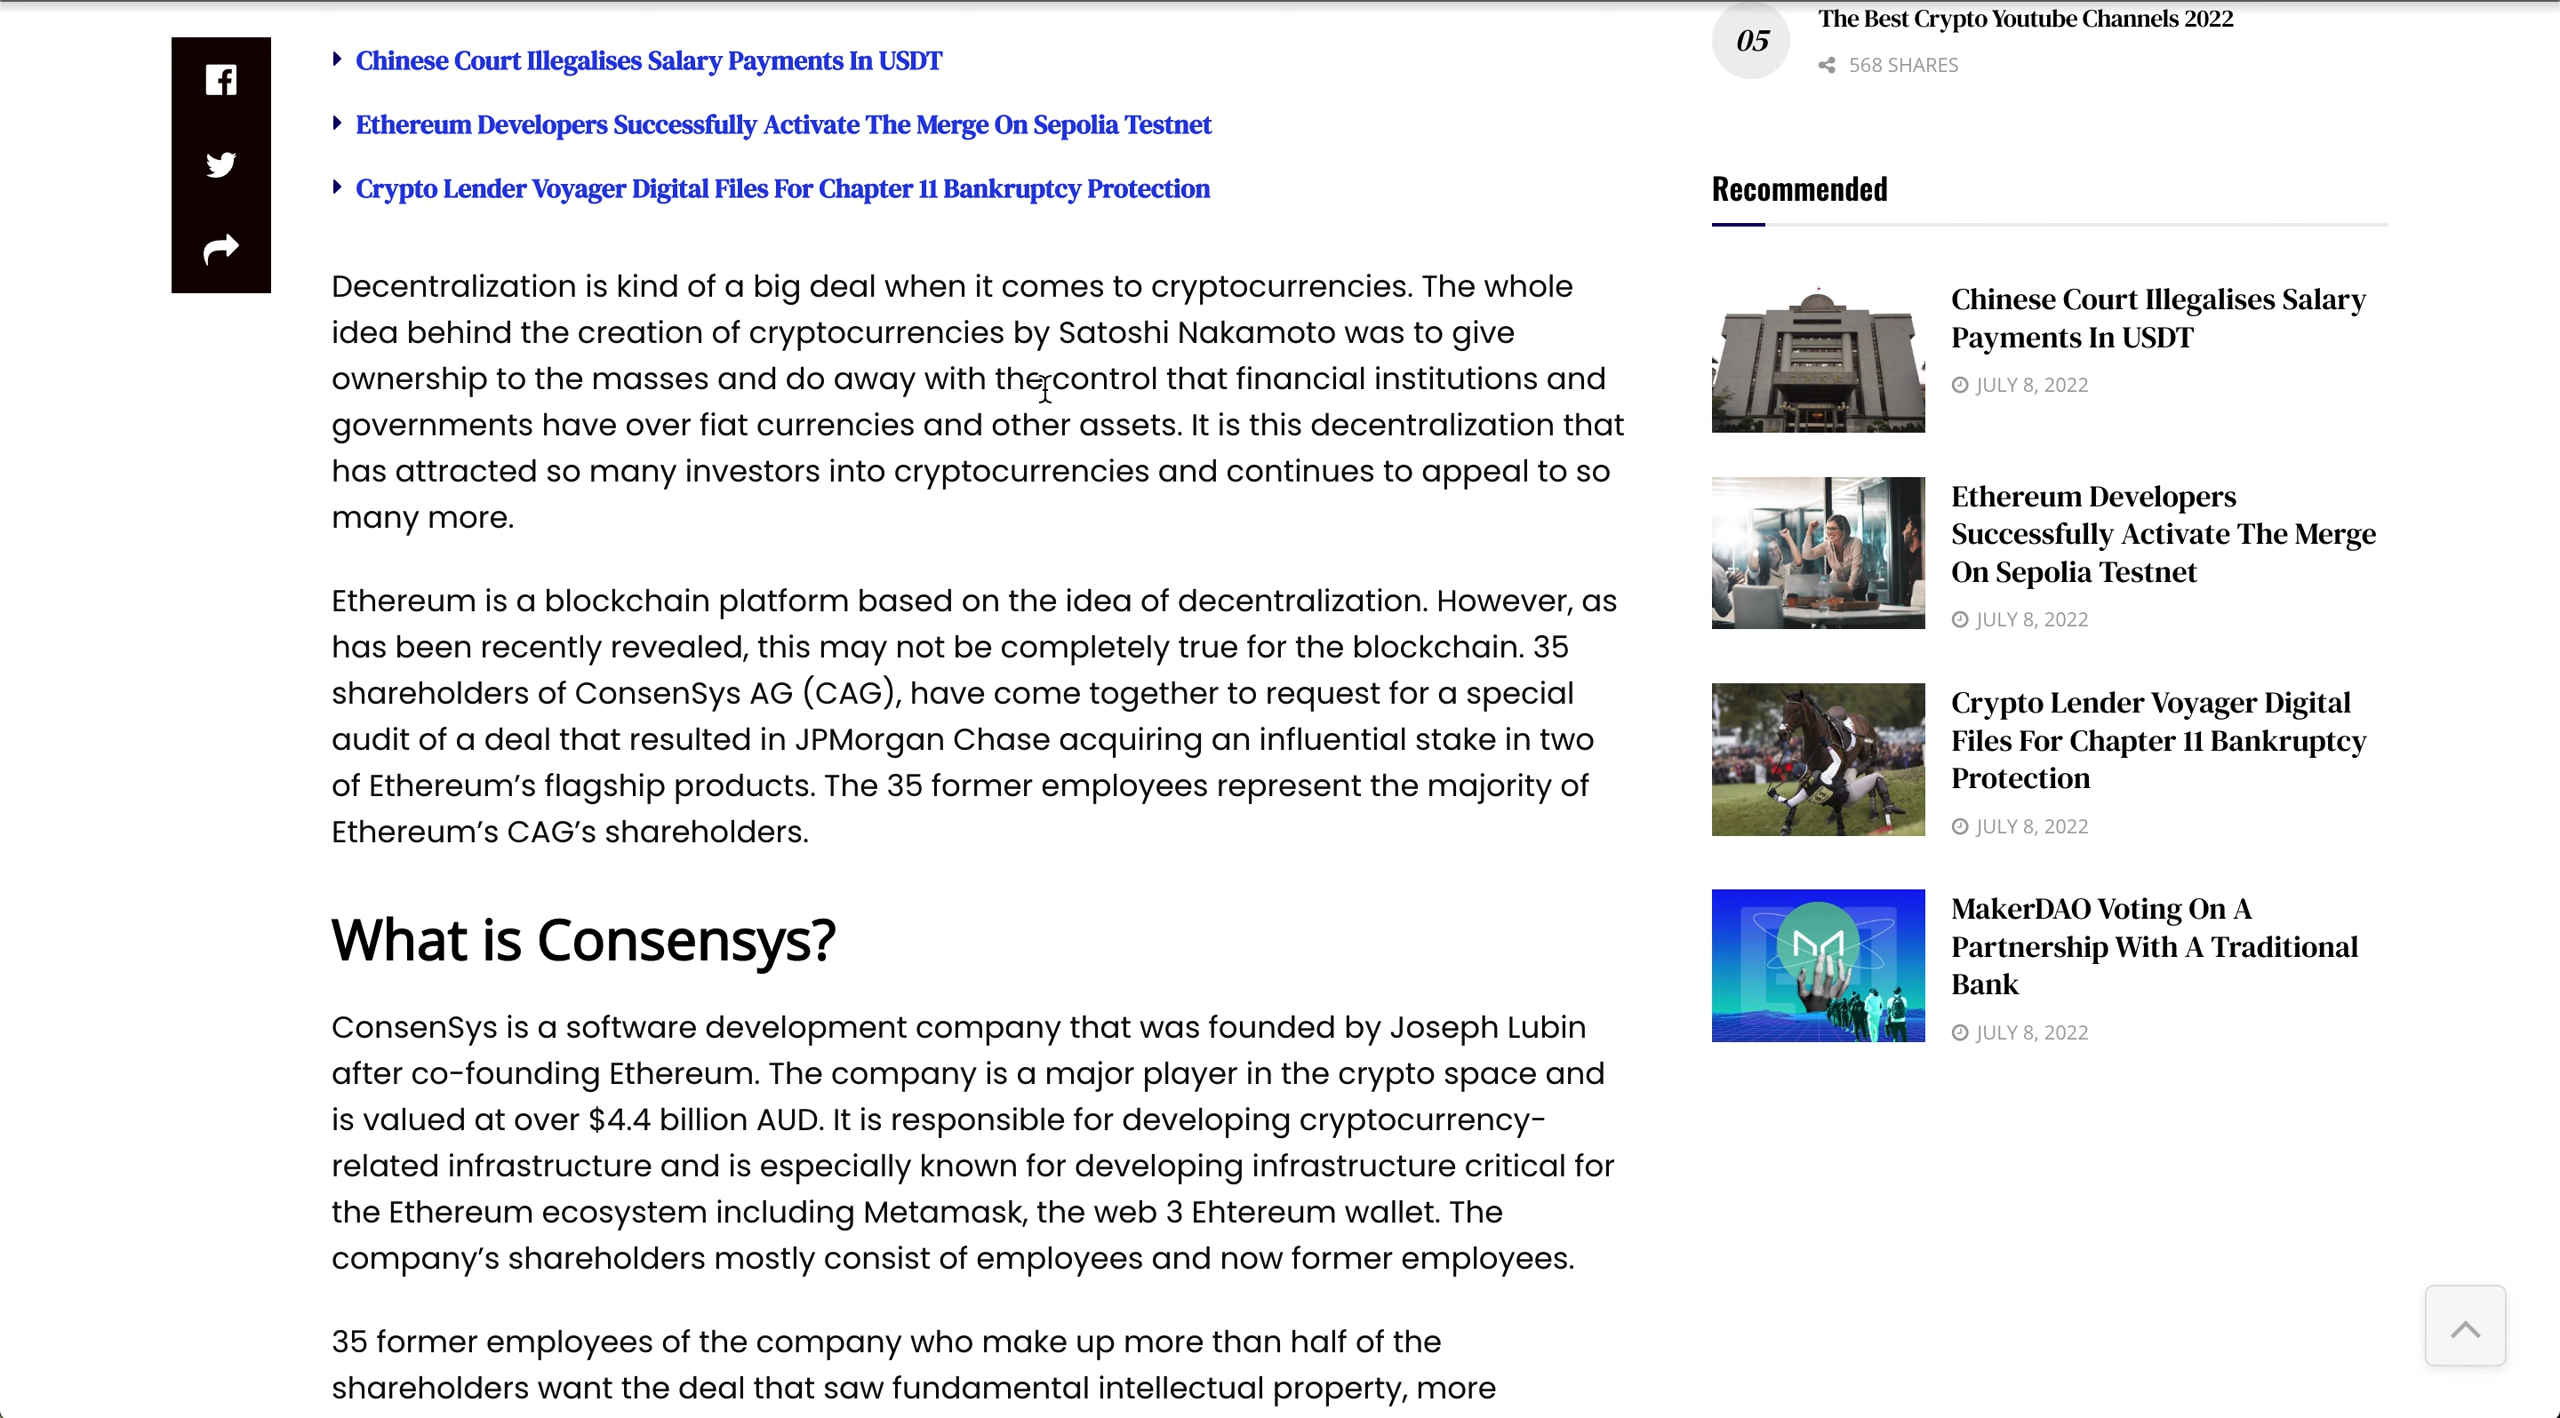 Chinese Court Illegalises Salary Payments In USDT
Ethereum Developers Successfully Activate The Merge On Sepolia Testnet
Crypto Lender Voyager Digital Files For Chapter 11 Bankruptcy Protection
Decentralization is kind of a big deal when it comes to cryptocurrencies. The whole
idea behind the creation of cryptocurrencies by Satoshi Nakamoto was to give
ownership to the masses and do away with the control that financial institutions and
governments have over fiat currencies and other assets. It is this decentralization that
has attracted so many investors into cryptocurrencies and continues to appeal to so
many more.
Ethereum is a blockchain platform based on the idea of decentralization. However, as
has been recently revealed, this may not be completely true for the blockchain. 35
shareholders of ConsenSys AG (CAG), have come together to request for a special
audit of a deal that resulted in JPMorgan Chase acquiring an influential stake in two
of Ethereum’s flagship products. The 35 former employees represent the majority of
Ethereum’s CAG’s shareholders.
What is Consensys?
ConsenSys is a software development company that was founded by Joseph Lubin
after co-founding Ethereum. The company is a major player in the crypto space and
is valued at over $4.4 billion AUD. It is responsible for developing cryptocurrency-
related infrastructure and is especially known for developing infrastructure critical for
the Ethereum ecosystem including Metamask, the web 3 Ehtereum wallet. The
company’s shareholders mostly consist of employees and now former employees.
35 former employees of the company who make up more than half of the
shareholders want the deal that saw fundamental intellectual property, more
05
The Best Crypto Youtube Channels 2022
568 SHARES
Recommended
Chinese Court Illegalises Salary
Payments In USDT
JULY 8, 2022
Ethereum Developers
Successfully Activate The Merge
On Sepolia Testnet
JULY 8, 2022
Crypto Lender Voyager Digital
Files For Chapter 11 Bankruptcy
Protection
JULY 8, 2022
MakerDAO Voting On A
Partnership With A Traditional
Bank
JULY 8, 2022